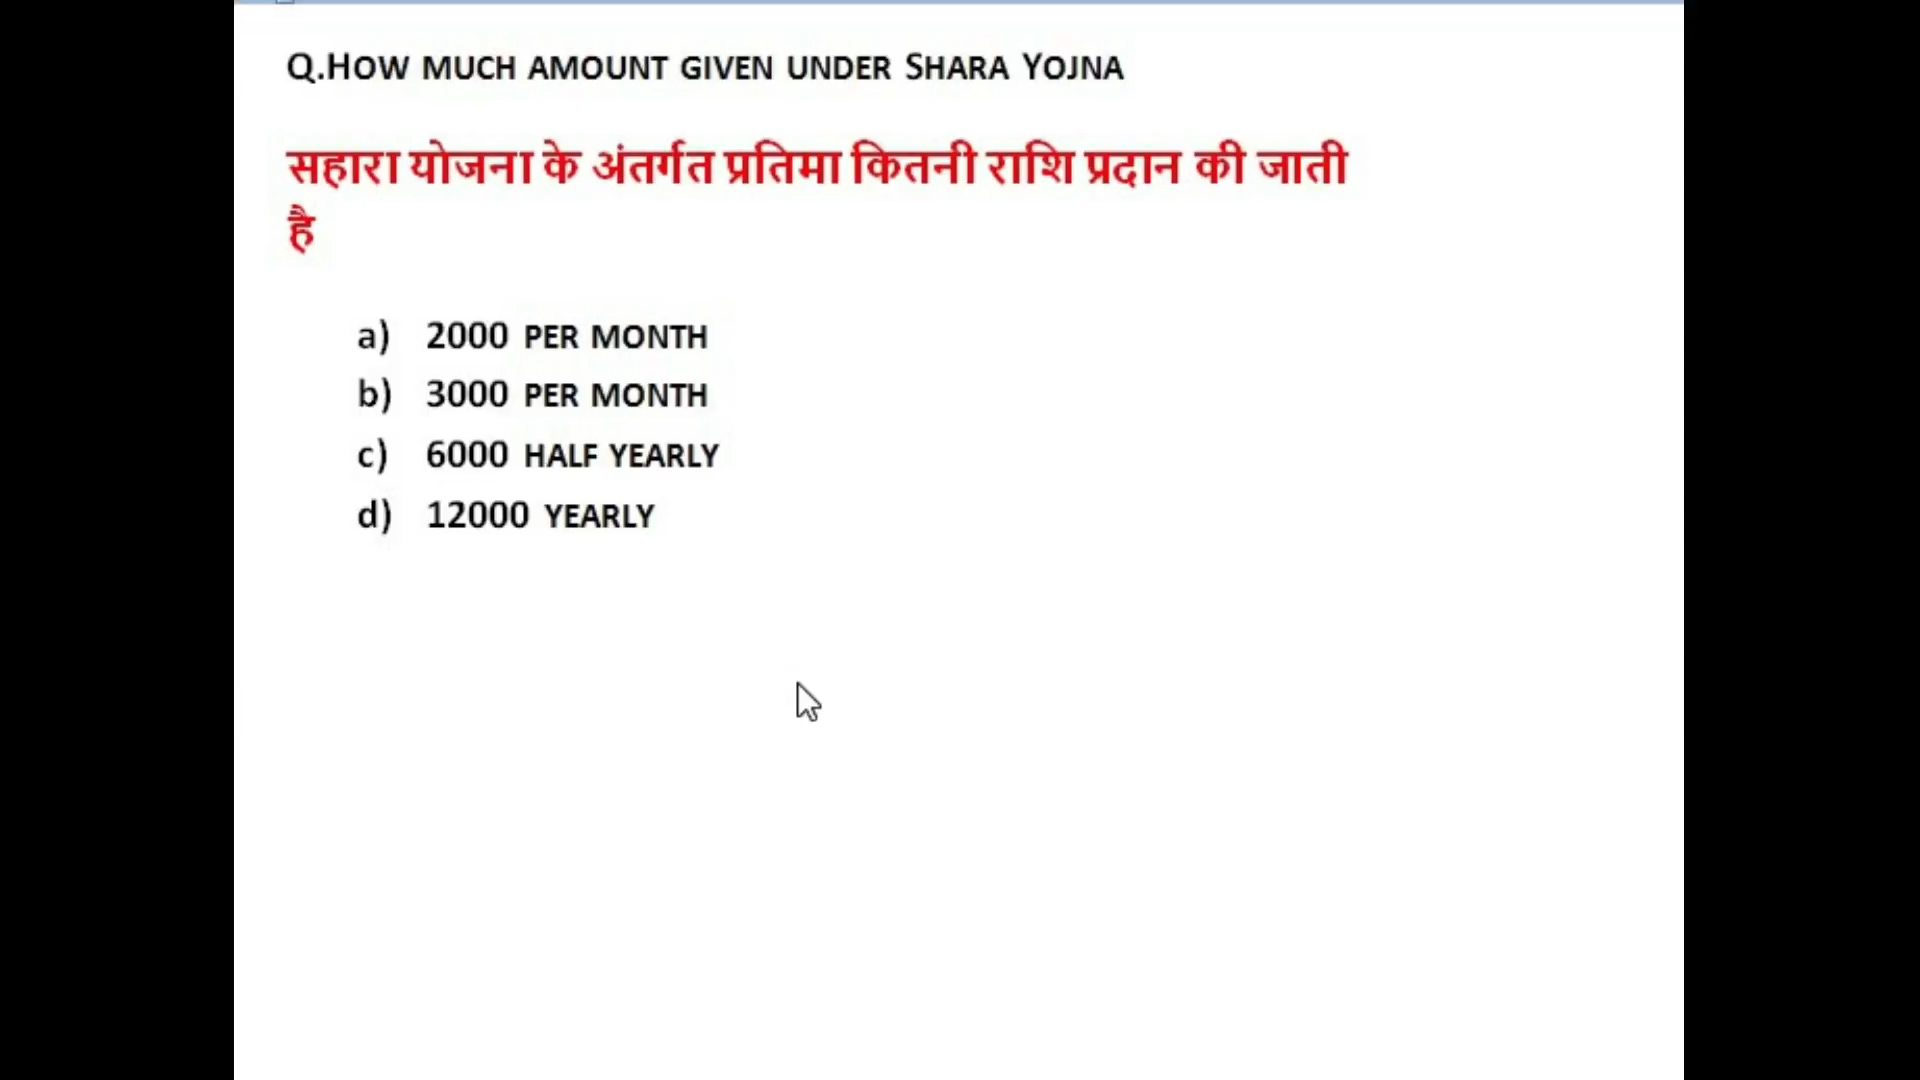 Q.HOW MUCH AMOUNT GIVEN UNDER SHARA YOJNA
सहारा योजना के अंतर्गत प्रतिमा कितनी राशि प्रदान की जाती
है
a) 2000 PER MONTH
b) 3000 PER MONTH
c) 6000 HALF YEARLY
d) 12000 YEARLY